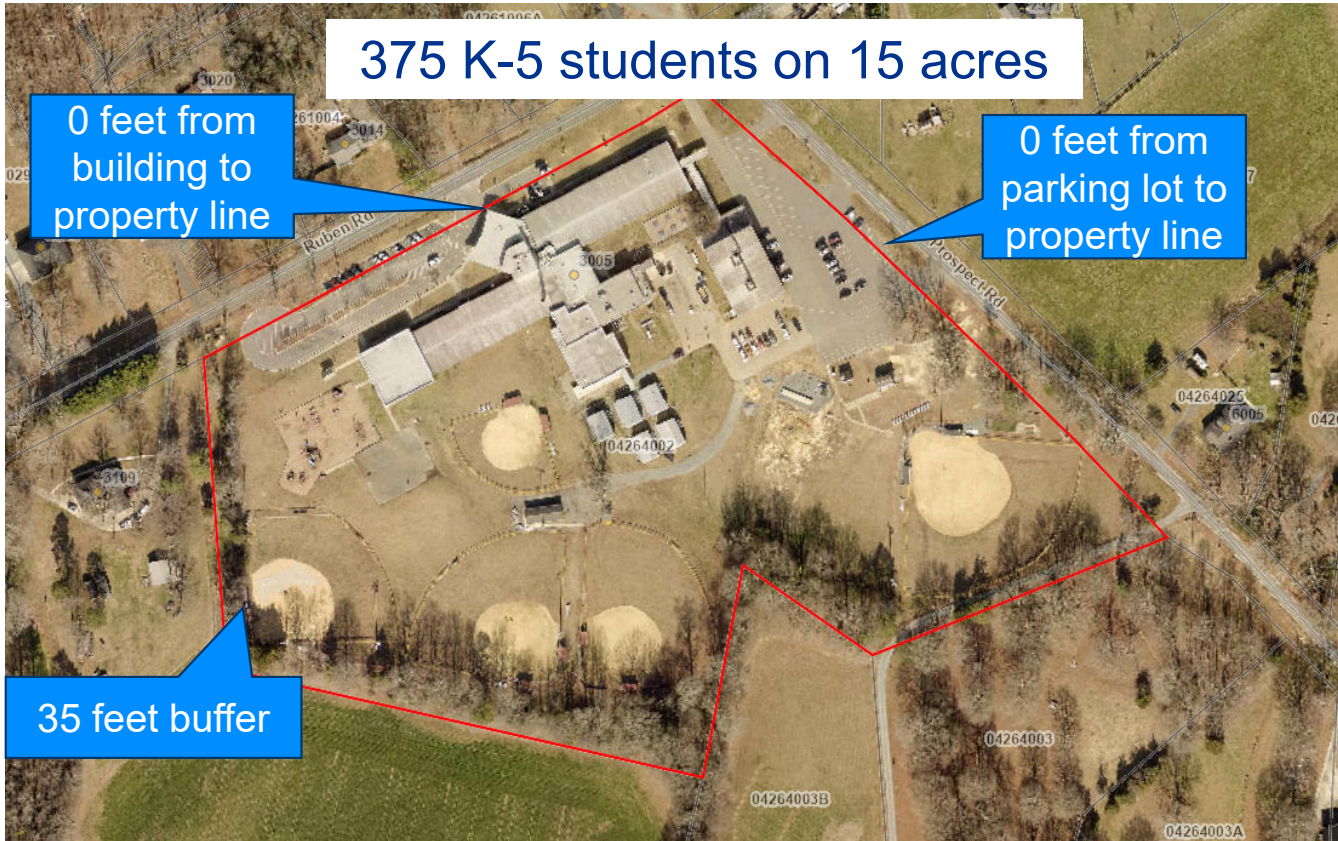 04261006A
375 K-5 students on 15 acres
3020
0 feet from
building to
property line
3014
0 feet from
parking lot to
property line
Ruben Rd
Prospect Rd
3005
04264002
04264025
6005
3109
35 feet buffer
04264003
04264003B
04264003A